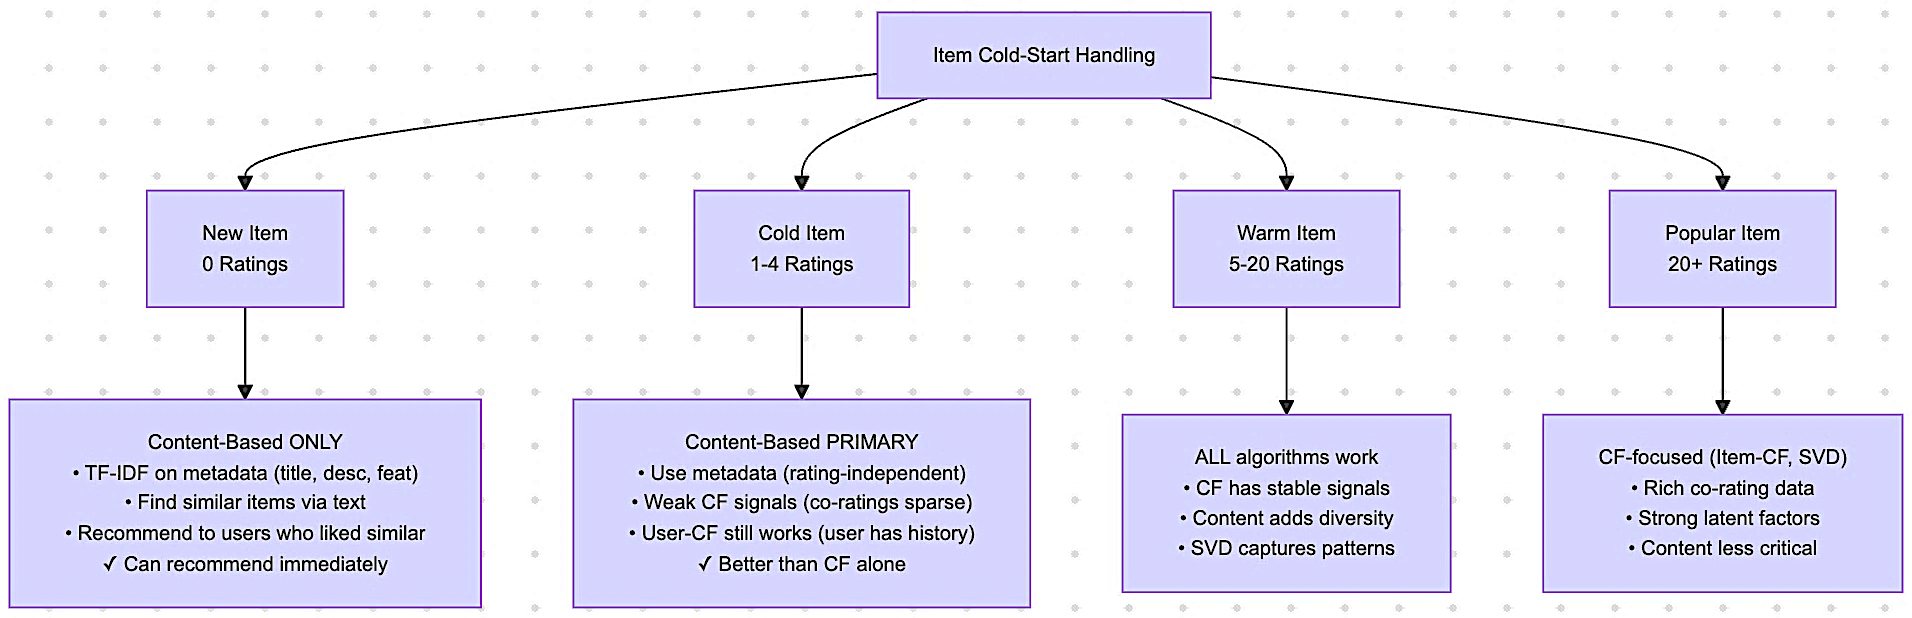 Item Cold-Start Handling
New Item
0 Ratings
Cold Item
1-4 Ratings
Warm Item
5-20 Ratings
Popular Item
20+ Ratings
Content-Based ONLY
• TF-IDF on metadata (title, desc, feat)
• Find similar items via text
• Recommend to users who liked similar
✓ Can recommend immediately
Content-Based PRIMARY
• Use metadata (rating-independent)
• Weak CF signals (co-ratings sparse)
• User-CF still works (user has history)
✓ Better than CF alone
ALL algorithms work
• CF has stable signals
• Content adds diversity
• SVD captures patterns
CF-focused (Item-CF, SVD)
• Rich co-rating data
• Strong latent factors
• Content less critical